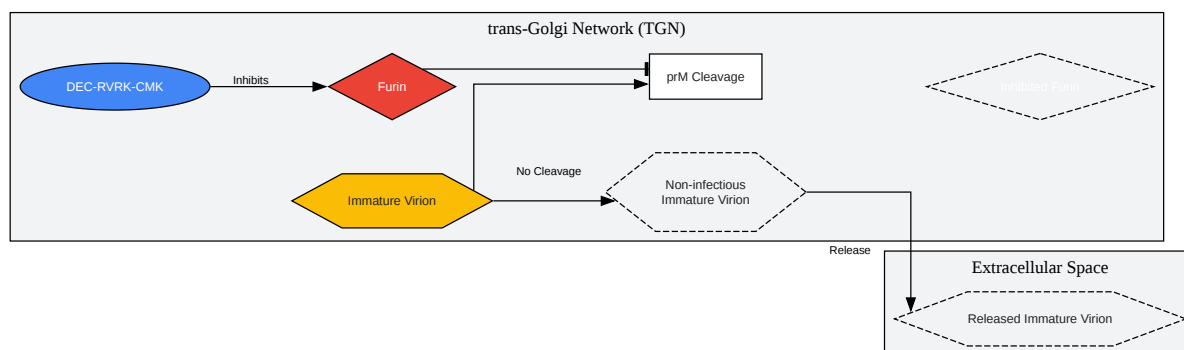 trans-Golgi Network (TGN)
DEC-RVRK-CMK
Inhibits
Furin
prM Cleavage
Inhibited Furin
Immature Virion
No Cleavage
Non-infectious
Immature Virion
Release
Extracellular Space
Released Immature Virion